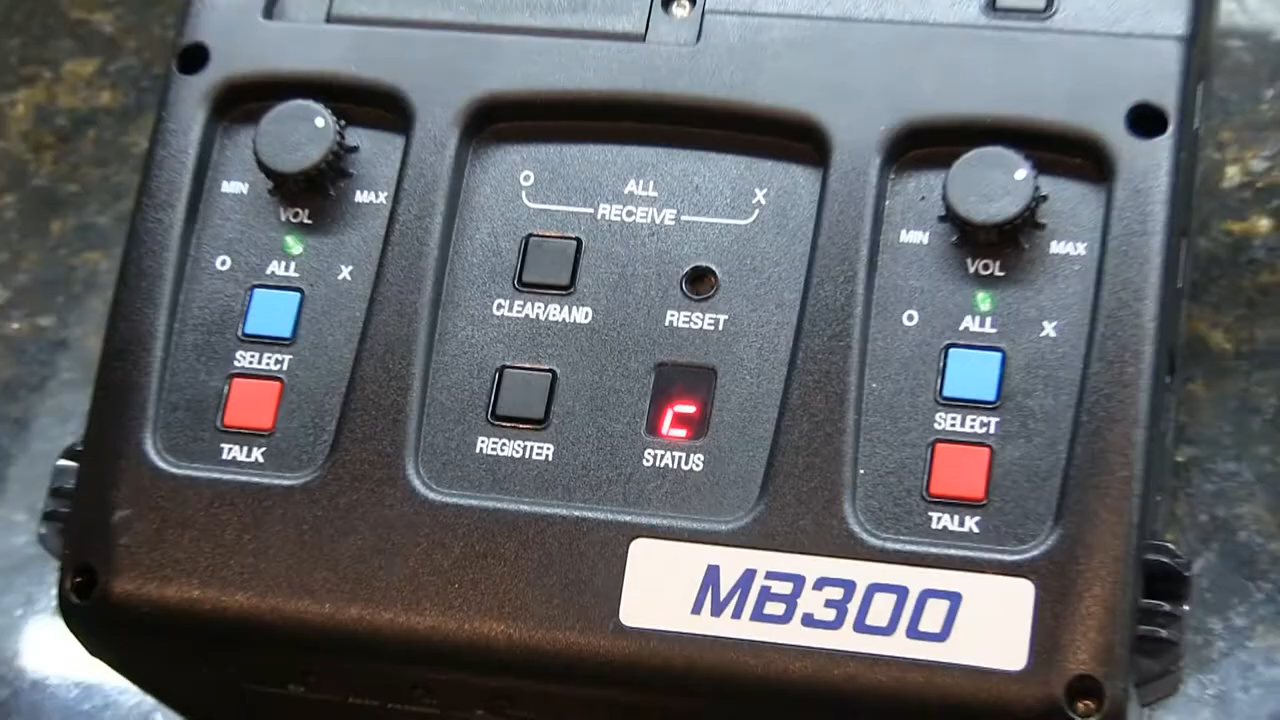 O ALL X
RECEIVE
MIN MAX
VOL
O ALL X
SELECT
TALK
CLEAR/BAND RESET
REGISTER STATUS
c
MIN MAX
VOL
O ALL X
SELECT
TALK
MB300